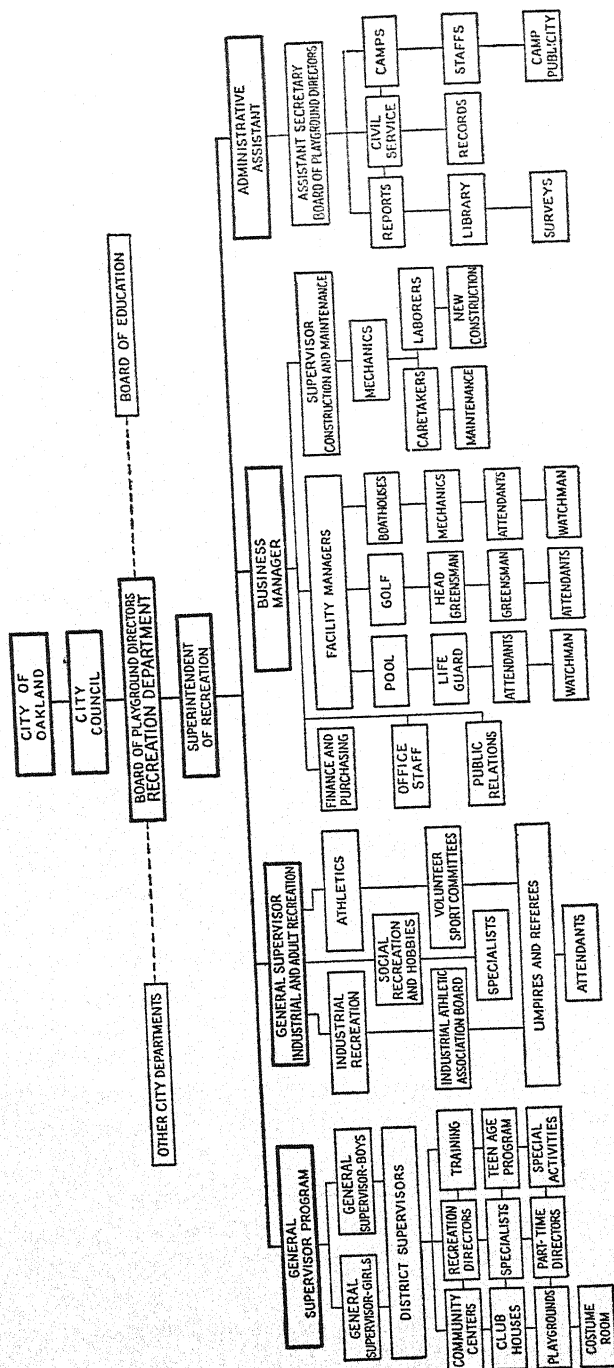 CITY OF
OAKLAND
CITY
COUNCIL
OTHER CITY DEPARTMENTS
BOARD OF PLAYGROUND DIRECTORS
RECREATION DEPARTMENT
BOARD OF EDUCATION
SUPERINTENDENT
OF RECREATION
GENERAL
SUPERVISOR PROGRAM
GENERAL
SUPERVISOR-GIRLS
GENERAL
SUPERVISOR-BOYS
DISTRICT SUPERVISORS
COMMUNITY
CENTERS
RECREATION
DIRECTORS
TRAINING
CLUB
HOUSES
SPECIALISTS
TEEN AGE
PROGRAM
PLAYGROUNDS
PART-TIME
DIRECTORS
SPECIAL
ACTIVITIES
COSTUME
ROOM
GENERAL SUPERVISOR
INDUSTRIAL AND ADULT RECREATION
INDUSTRIAL
RECREATION
ATHLETICS
SOCIAL
RECREATION
AND HOBBIES
INDUSTRIAL ATHLETIC
ASSOCIATION BOARD
VOLUNTEER
SPORT COMMITTEES
SPECIALISTS
UMPIRES AND REFEREES
ATTENDANTS
BUSINESS
MANAGER
FINANCE AND
PURCHASING
OFFICE
STAFF
PUBLIC
RELATIONS
FACILITY MANAGERS
POOL
GOLF
BOATHOUSES
LIFE
GUARD
HEAD
GREENSMAN
MECHANICS
ATTENDANTS
GREENSMAN
ATTENDANTS
WATCHMAN
ATTENDANTS
WATCHMAN
SUPERVISOR
CONSTRUCTION AND MAINTENANCE
MECHANICS
CARETAKERS
LABORERS
MAINTENANCE
NEW
CONSTRUCTION
ADMINISTRATIVE
ASSISTANT
ASSISTANT SECRETARY
BOARD OF PLAYGROUND DIRECTORS
REPORTS
CIVIL
SERVICE
CAMPS
LIBRARY
RECORDS
STAFFS
SURVEYS
CAMP
PUBLICITY